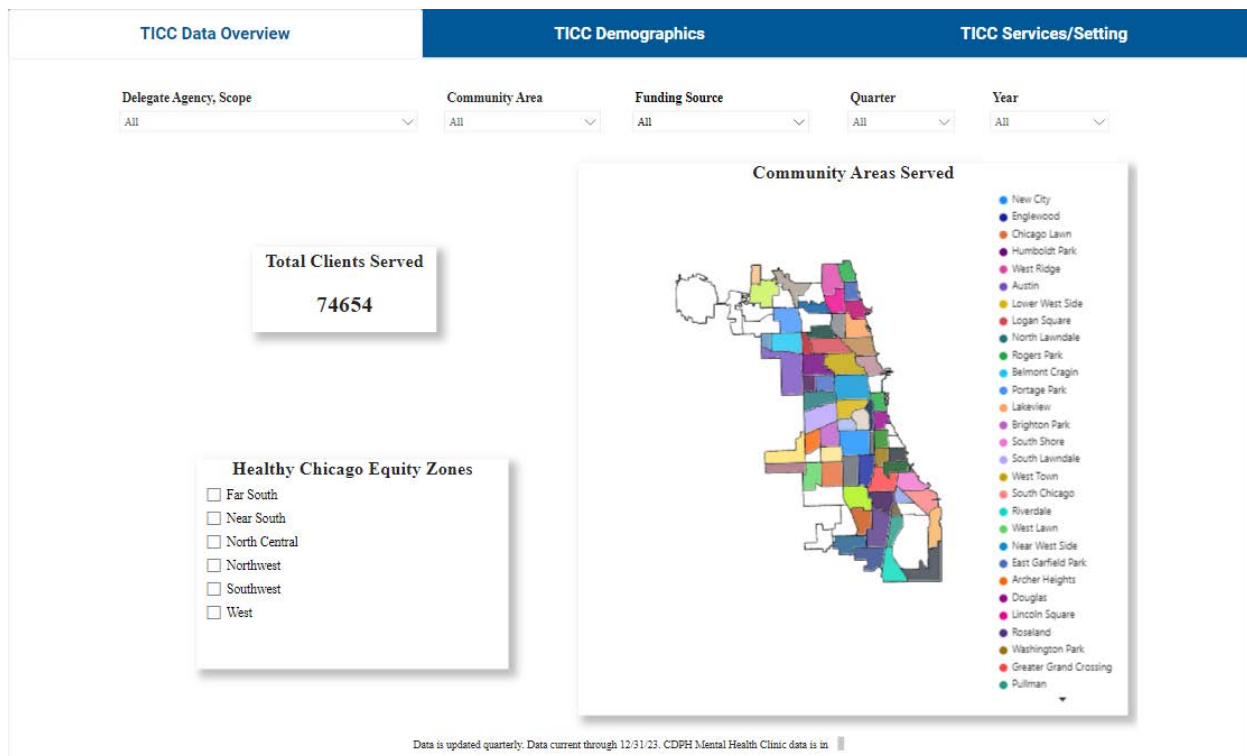 TICC Data Overview
TICC Demographics
TICC Services/Setting
Delegate Agency, Scope
Community Area
Funding Source
Quarter
Year
All
All
All
All
All
Total Clients Served
74654
Healthy Chicago Equity Zones
Far South
Near South
North Central
Northwest
Southwest
West
Community Areas Served
New City
Englewood
Chicago Lawn
Humboldt Park
West Ridge
Austin
Lower West Side
Logan Square
North Lawndale
Rogers Park
Belmont Cragin
Portage Park
Lakeview
Brighton Park
South Shore
South Lawndale
West Town
South Chicago
Riverdale
West Lawn
Near West Side
East Garfield Park
Archer Heights
Douglas
Lincoln Square
Roseland
Washington Park
Greater Grand Crossing
Pullman
Data is updated quarterly. Data current through 12/31/23. CDPH Mental Health Clinic data is in